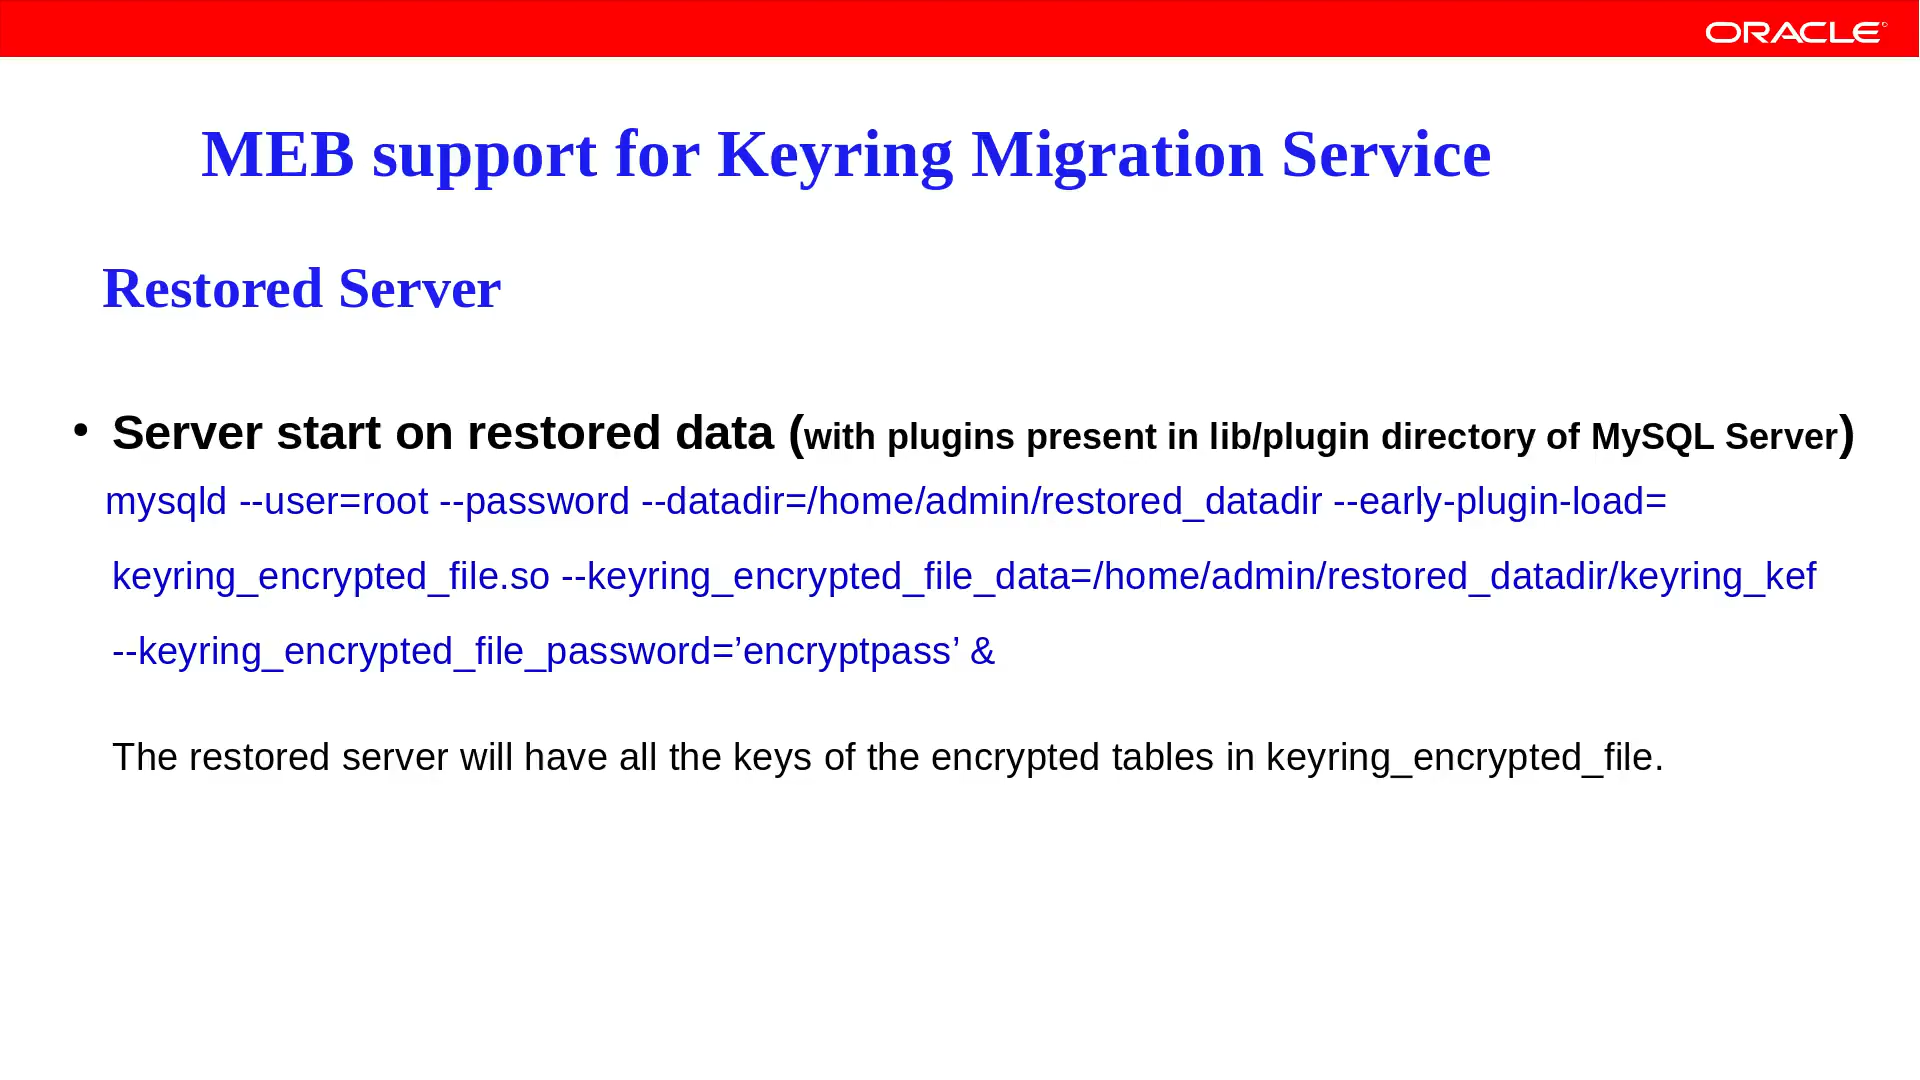 ORACLE
MEB support for Keyring Migration Service
Restored Server
• Server start on restored data (with plugins present in lib/plugin directory of MySQL Server)
mysqld --user=root --password --datadir=/home/admin/restored_datadir --early-plugin-load=
keyring_encrypted_file.so --keyring_encrypted_file_data=/home/admin/restored_datadir/keyring_kef
--keyring_encrypted_file_password=’encryptpass’ &
The restored server will have all the keys of the encrypted tables in keyring_encrypted_file.